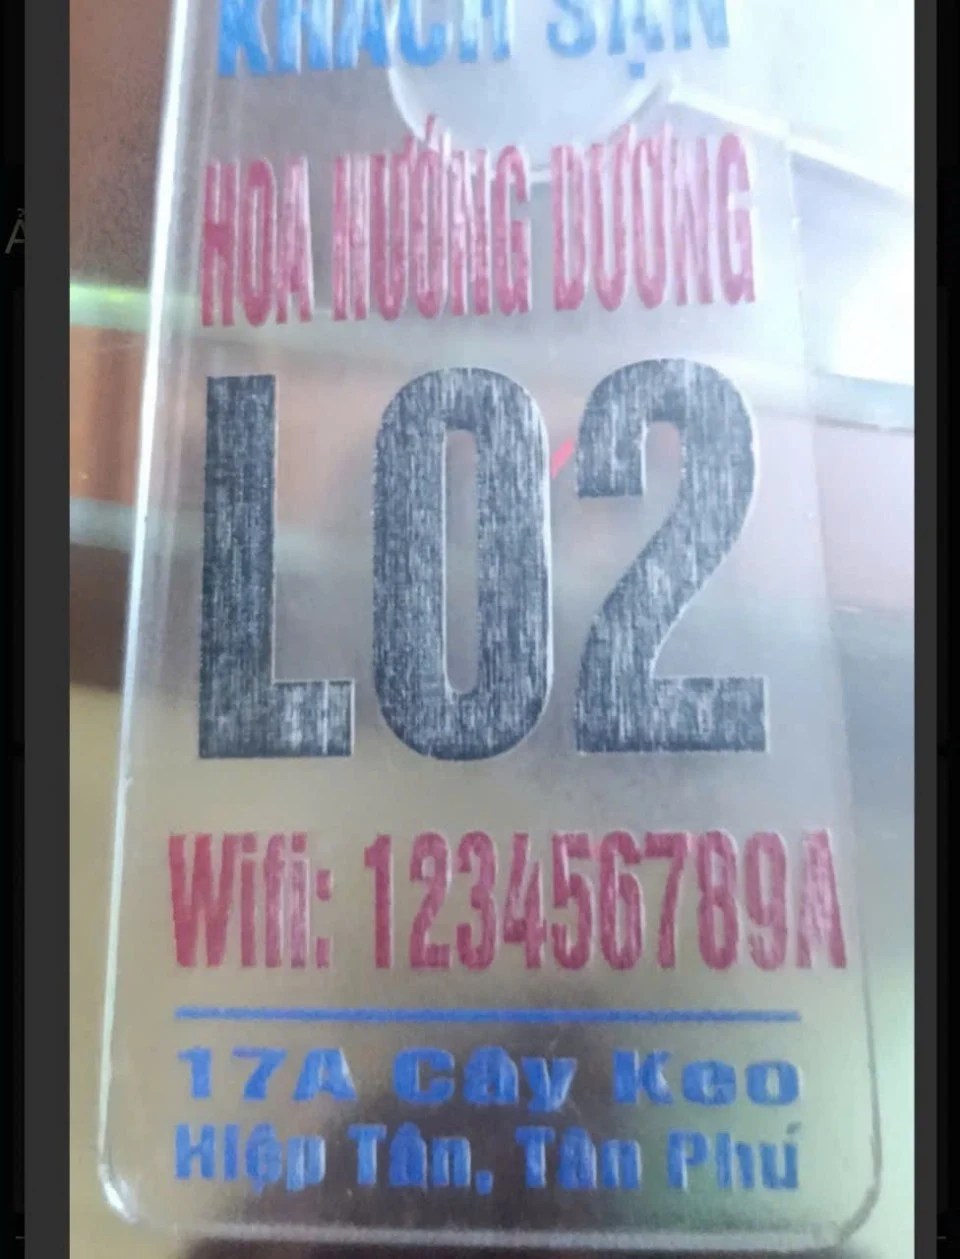 KHÁCH SẠN
HOA HƯỚNG DƯƠNG
L02
Wifi: 123456789A
17A Cây Keo
Hiệp Tân, Tân Phú